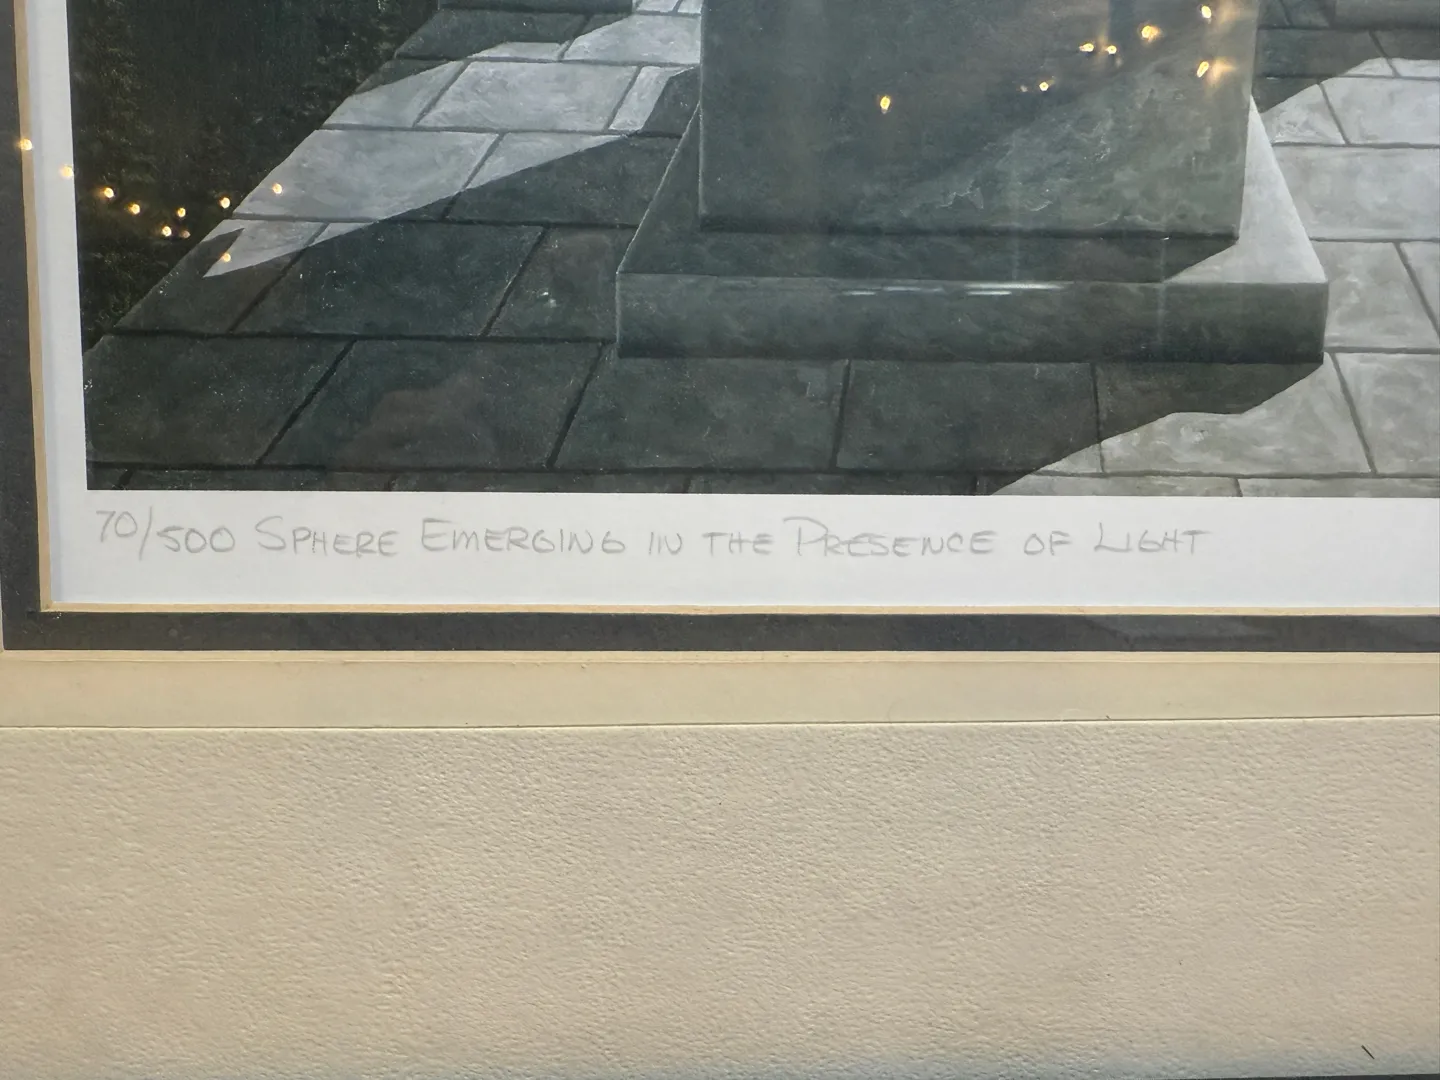 70/500 SPHERE EMERGING IN THE PRESENCE OF LIGHT